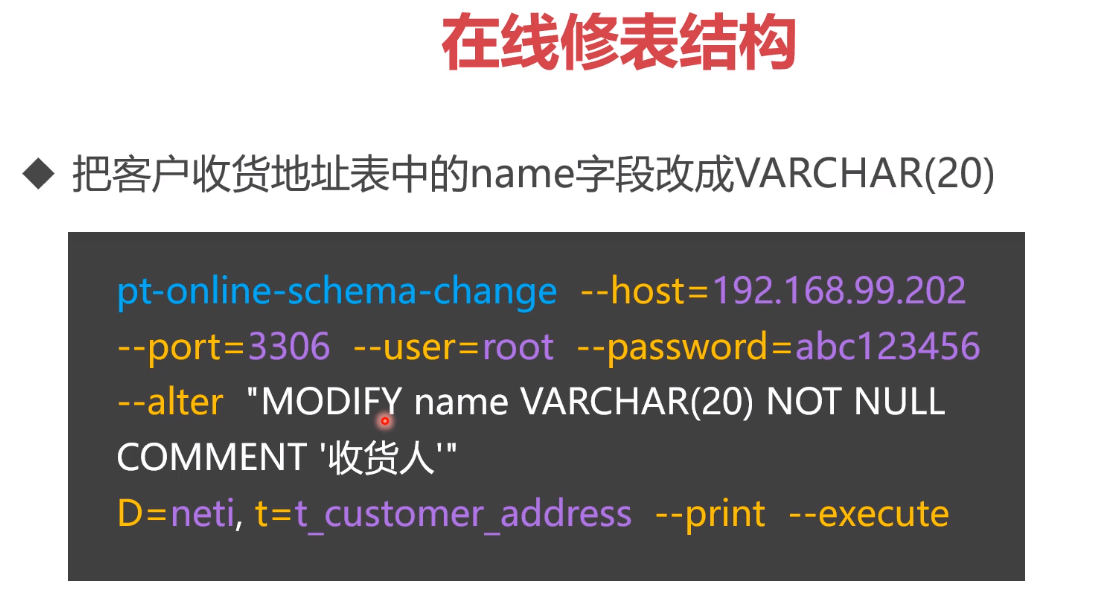 在线修表结构
◆ 把客户收货地址表中的name字段改成VARCHAR(20)
pt-online-schema-change --host=192.168.99.202
--port=3306 --user=root --password=abc123456
--alter "MODIFY name VARCHAR(20) NOT NULL
COMMENT '收货人'"
D=neti, t=t_customer_address --print --execute